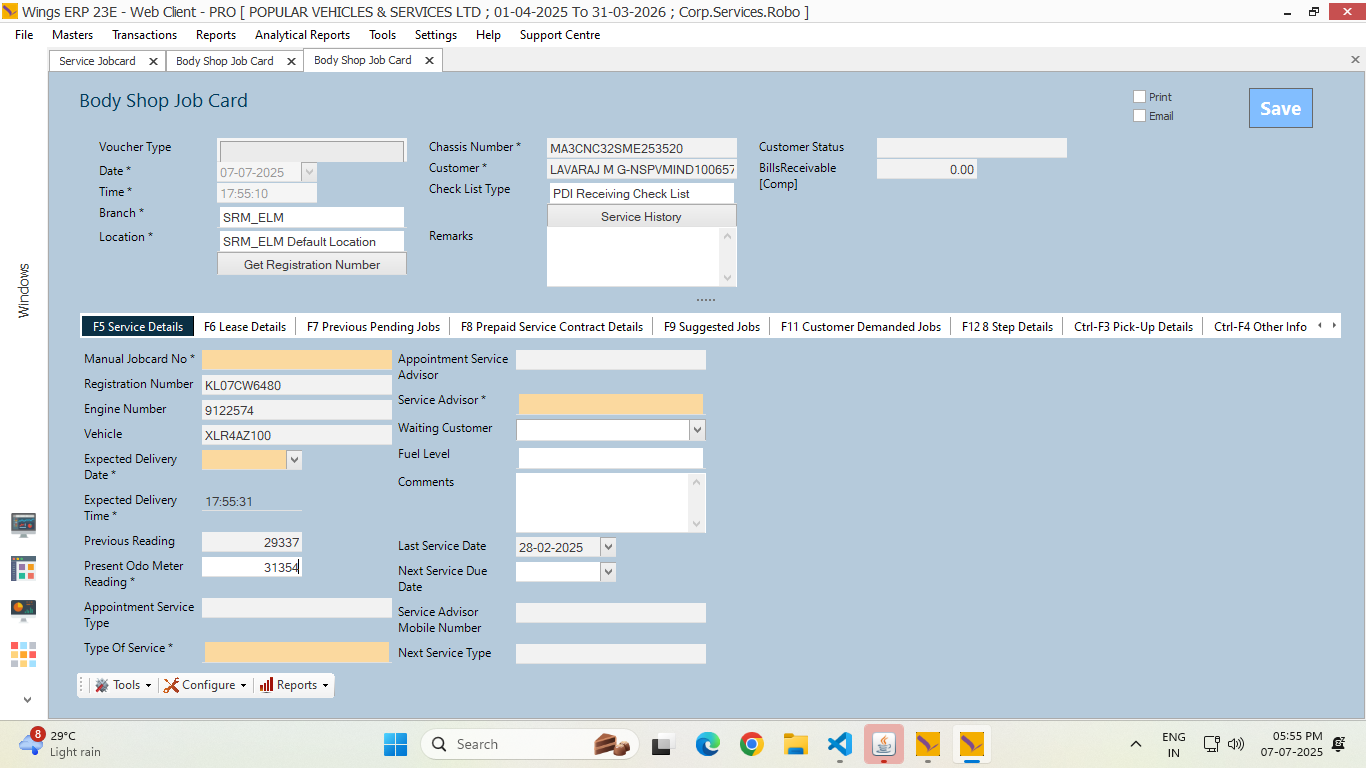 Wings ERP 23E - Web Client - PRO [ POPULAR VEHICLES & SERVICES LTD ; 01-04-2025 To 31-03-2026 ; Corp.Services.Robo ]
File Masters Transactions Reports Analytical Reports Tools Settings Help Support Centre
Service Jobcard Body Shop Job Card Body Shop Job Card
Body Shop Job Card
Print
Email
Save
Voucher Type
Date * 07-07-2025
Time * 17:55:10
Branch * SRM_ELM
Location * SRM_ELM Default Location
Get Registration Number
Chassis Number * MA3CNC32SME253520
Customer * LAVARAJ M G-NSPVMIND100657
Check List Type PDI Receiving Check List
Service History
Remarks
Customer Status
BillsReceivable [Comp] 0.00
Windows
F5 Service Details F6 Lease Details F7 Previous Pending Jobs F8 Prepaid Service Contract Details F9 Suggested Jobs F11 Customer Demanded Jobs F12 8 Step Details Ctrl-F3 Pick-Up Details Ctrl-F4 Other Info
Manual Jobcard No *
Registration Number KL07CW6480
Engine Number 9122574
Vehicle XLR4AZ100
Expected Delivery
Date *
Expected Delivery
Time * 17:55:31
Previous Reading 29337
Present Odo Meter
Reading * 31354
Appointment Service
Type
Type Of Service *
Appointment Service
Advisor
Service Advisor *
Waiting Customer
Fuel Level
Comments
Last Service Date 28-02-2025
Next Service Due
Date
Service Advisor
Mobile Number
Next Service Type
Tools Configure Reports
8
29°C
Light rain
Search
ENG
IN
05:55 PM
07-07-2025